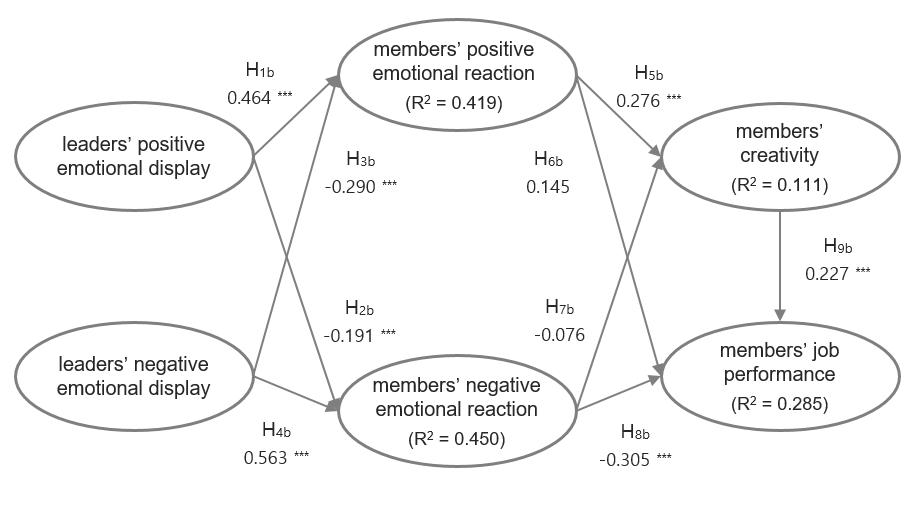 members’ positive
emotional reaction
(R² = 0.419)
H1b
0.464 ***
H5b
0.276 ***
leaders’ positive
emotional display
members’
creativity
(R² = 0.111)
H3b
-0.290 ***
H6b
0.145
H9b
0.227 ***
H2b
-0.191 ***
H7b
-0.076
leaders’ negative
emotional display
members’ negative
emotional reaction
(R² = 0.450)
members’ job
performance
(R² = 0.285)
H4b
0.563 ***
H8b
-0.305 ***